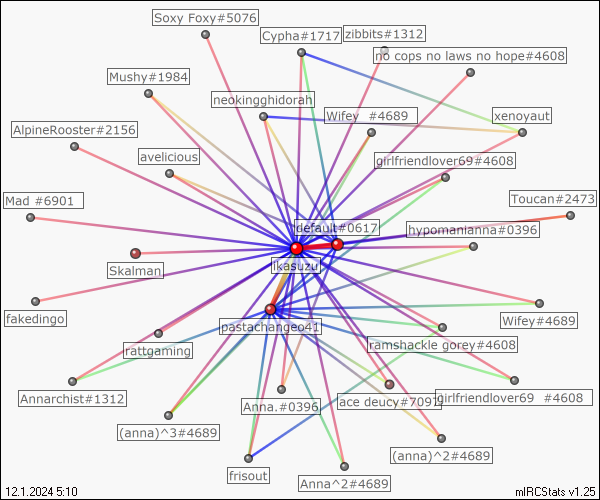 Soxy Foxy#5076
Cypha#1717
zibbits#1312
no cops no laws no hope#4608
Mushy#1984
neokingghidorah
Wifey #4689
xenoyaut
AlpineRooster#2156
avelicious
girlfriendlover69#4608
Mad #6901
Toucan#2473
default#0617
hypomanianna#0396
Skalman
ikasuzu
fakedingo
pastachangeo41
Wifey#4689
rattgaming
ramshackle gorey#4608
Annarchist#1312
Anna.#0396
ace deucy#7091
girlfriendlover69 #4608
(anna)^3#4689
(anna)^2#4689
frisout
Anna^2#4689
12.1.2024 5:10
mIRCStats v1.25